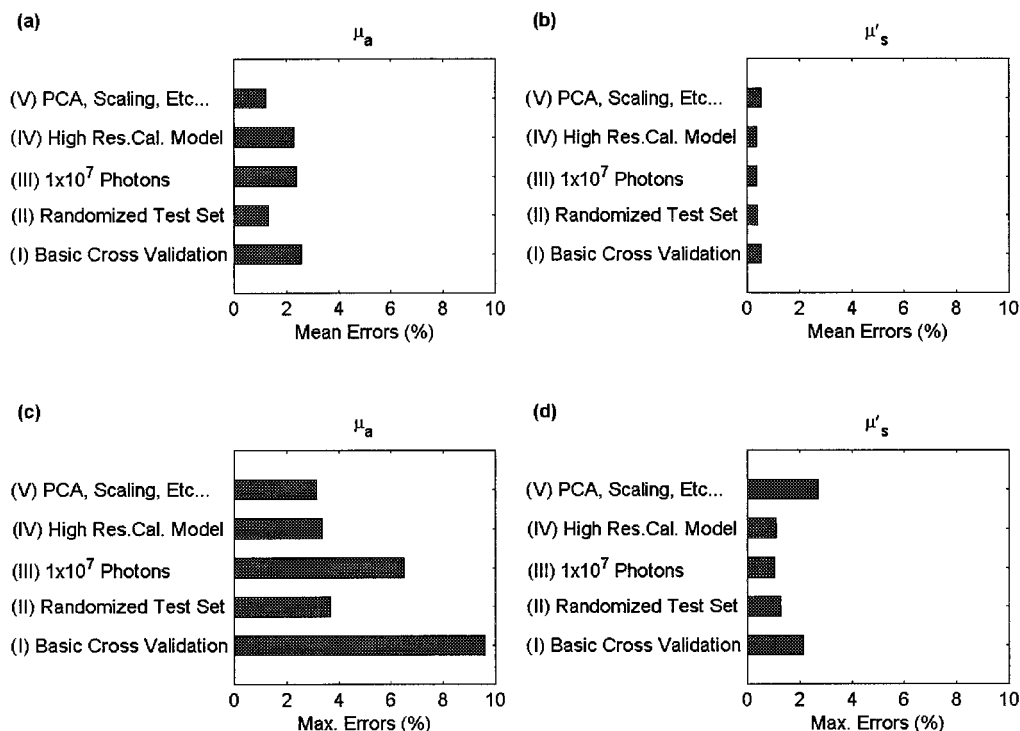 (a)
μa
(V) PCA, Scaling, Etc...
(IV) High Res.Cal. Model
(III) 1x10^7 Photons
(II) Randomized Test Set
(I) Basic Cross Validation
0 2 4 6 8 10
Mean Errors (%)
(b)
μ's
(V) PCA, Scaling, Etc...
(IV) High Res.Cal. Model
(III) 1x10^7 Photons
(II) Randomized Test Set
(I) Basic Cross Validation
0 2 4 6 8 10
Mean Errors (%)
(c)
μa
(V) PCA, Scaling, Etc...
(IV) High Res.Cal. Model
(III) 1x10^7 Photons
(II) Randomized Test Set
(I) Basic Cross Validation
0 2 4 6 8 10
Max. Errors (%)
(d)
μ's
(V) PCA, Scaling, Etc...
(IV) High Res.Cal. Model
(III) 1x10^7 Photons
(II) Randomized Test Set
(I) Basic Cross Validation
0 2 4 6 8 10
Max. Errors (%)